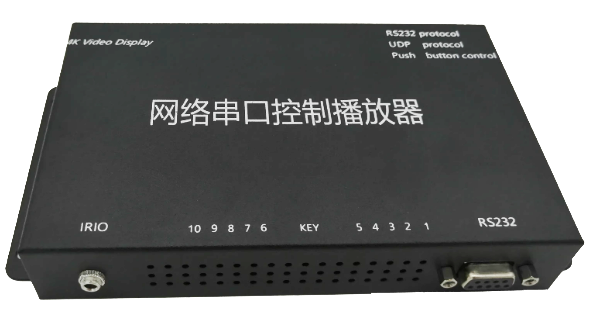 4K Video Display
RS232 protocol
UDP protocol
Push button control
网络串口控制播放器
IRIO
10 9 8 7 6 KEY 5 4 3 2 1
RS232